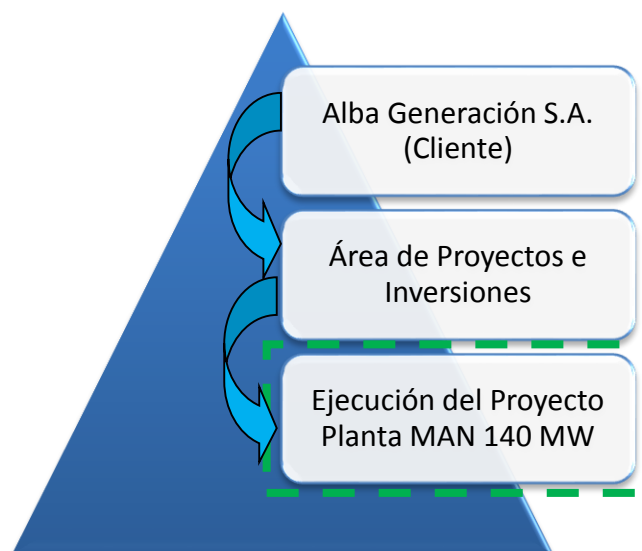 Alba Generación S.A.
(Cliente)
Área de Proyectos e
Inversiones
Ejecución del Proyecto
Planta MAN 140 MW